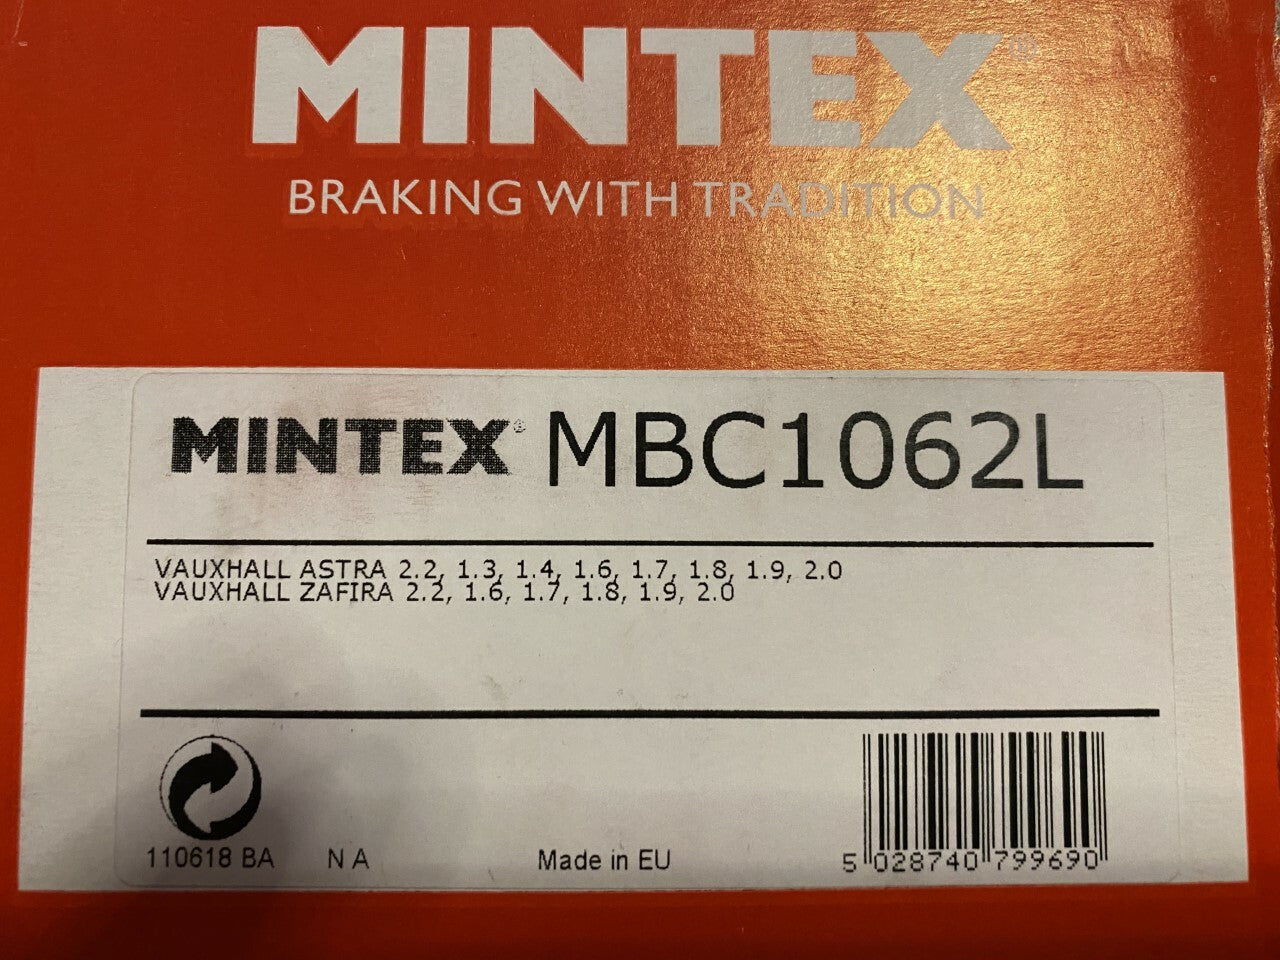 MINTEX®
BRAKING WITH TRADITION
MINTEX® MBC1062L
VAUXHALL ASTRA 2.2, 1.3, 1.4, 1.6, 1.7, 1.8, 1.9, 2.0
VAUXHALL ZAFIRA 2.2, 1.6, 1.7, 1.8, 1.9, 2.0
110618 BA N A Made in EU 5 028740 799690